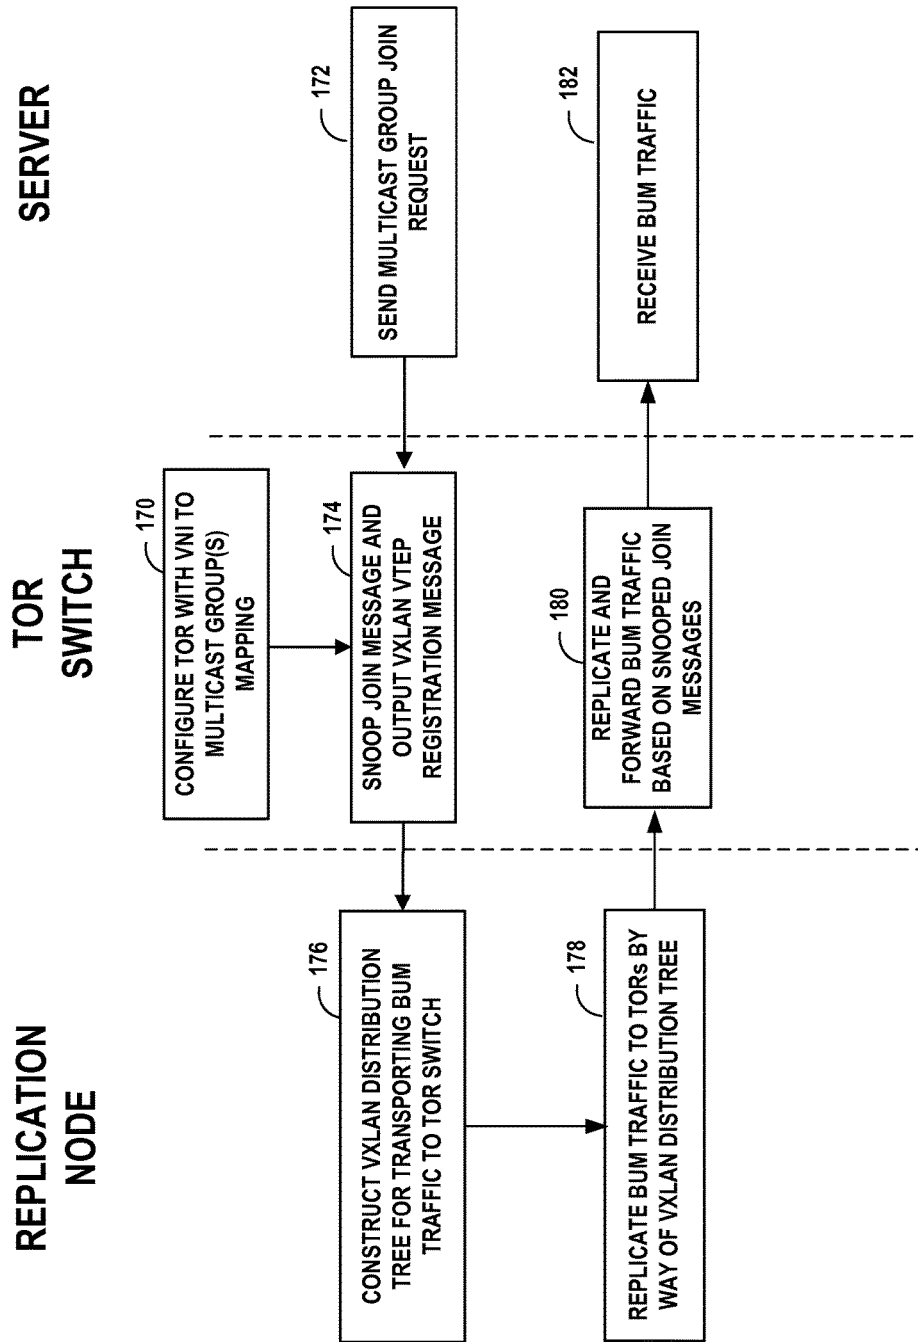 REPLICATION
NODE
TOR
SWITCH
SERVER
170
CONFIGURE TOR WITH VNI TO
MULTICAST GROUP(S)
MAPPING
172
SEND MULTICAST GROUP JOIN
REQUEST
174
SNOOP JOIN MESSAGE AND
OUTPUT VXLAN VTEP
REGISTRATION MESSAGE
176
CONSTRUCT VXLAN DISTRIBUTION
TREE FOR TRANSPORTING BUM
TRAFFIC TO TOR SWITCH
178
REPLICATE BUM TRAFFIC TO TORs BY
WAY OF VXLAN DISTRIBUTION TREE
180
REPLICATE AND
FORWARD BUM TRAFFIC
BASED ON SNOOPED JOIN
MESSAGES
182
RECEIVE BUM TRAFFIC